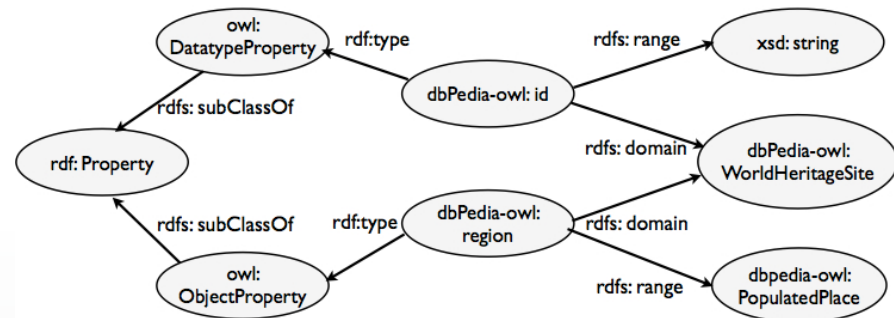 owl:
DatatypeProperty
rdf:type
rdfs: range
xsd: string
dbPedia-owl: id
rdfs: subClassOf
rdfs: domain
rdf: Property
dbPedia-owl:
WorldHeritageSite
dbPedia-owl:
region
rdfs: subClassOf
rdf:type
rdfs: domain
owl:
ObjectProperty
rdfs: range
dbpedia-owl:
PopulatedPlace